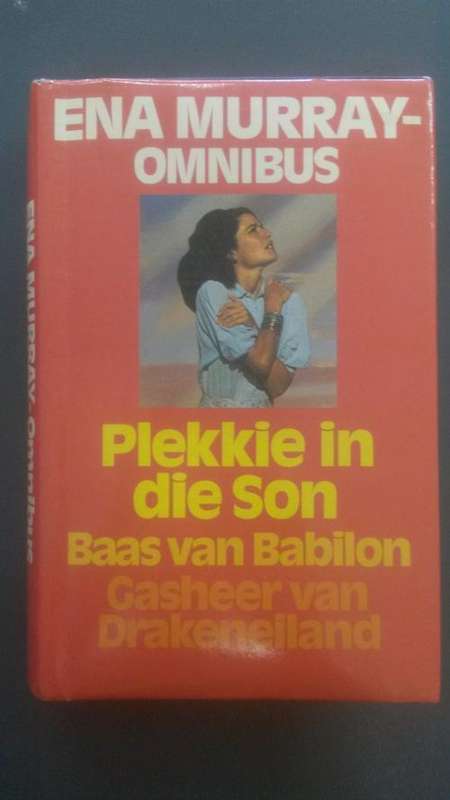 ENA MURRAY-
OMNIBUS
Plekkie in
die Son
Baas van Babilon
Gasheer van
Drakeneiland
ENA MURRAY-Omnibus